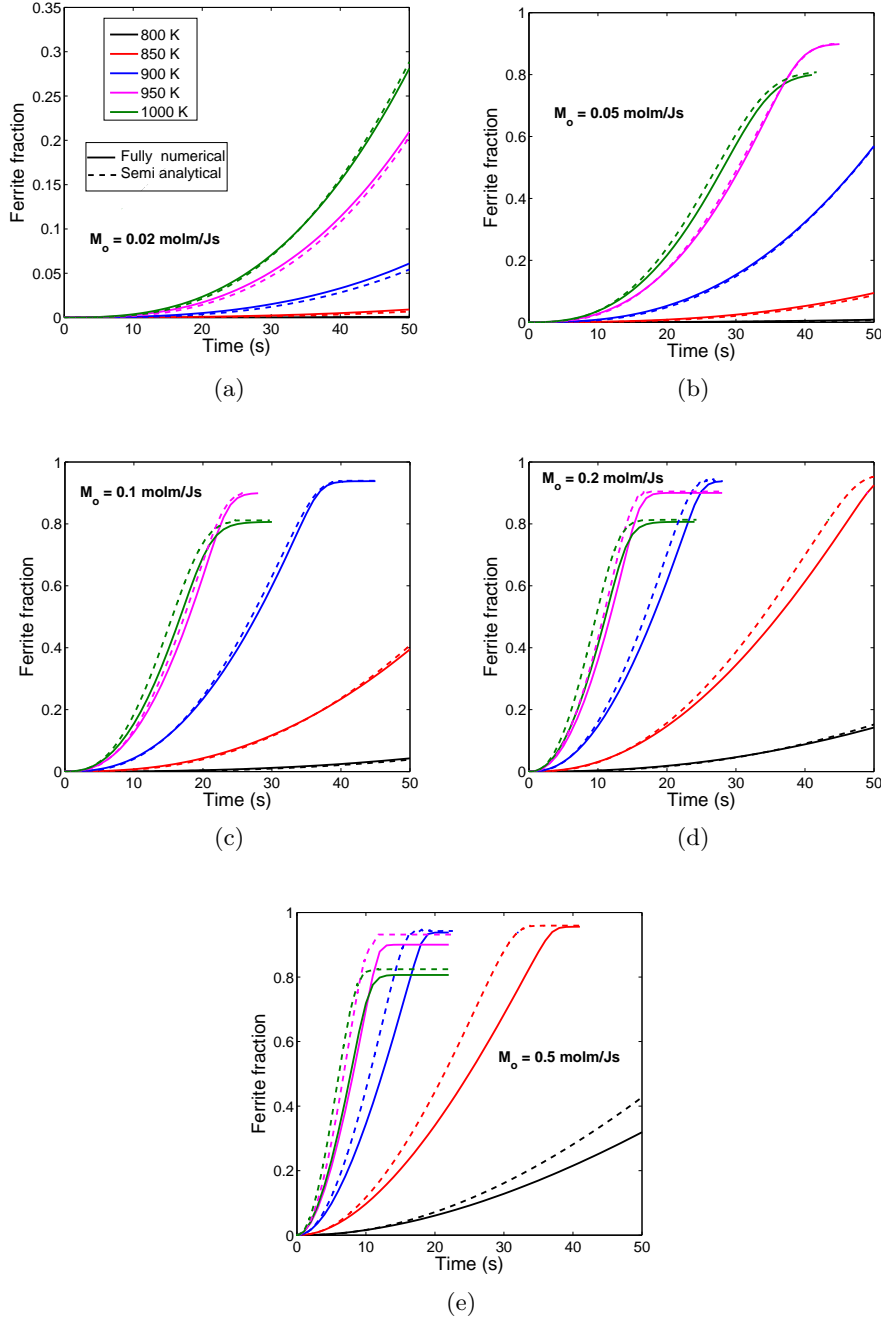 0.35
0.3
0.25
0.2
0.15
0.1
0.05
0
Ferrite fraction
800 K
850 K
900 K
950 K
1000 K
Fully numerical
Semi analytical
M_o = 0.02 molm/Js
0 10 20 30 40 50
Time (s)
(a)
1
0.8
0.6
0.4
0.2
0
Ferrite fraction
M_o = 0.05 molm/Js
0 10 20 30 40 50
Time (s)
(b)
1
0.8
0.6
0.4
0.2
0
Ferrite fraction
M_o = 0.1 molm/Js
0 10 20 30 40 50
Time (s)
(c)
1
0.8
0.6
0.4
0.2
0
Ferrite fraction
M_o = 0.2 molm/Js
0 10 20 30 40 50
Time (s)
(d)
1
0.8
0.6
0.4
0.2
0
Ferrite fraction
M_o = 0.5 molm/Js
0 10 20 30 40 50
Time (s)
(e)